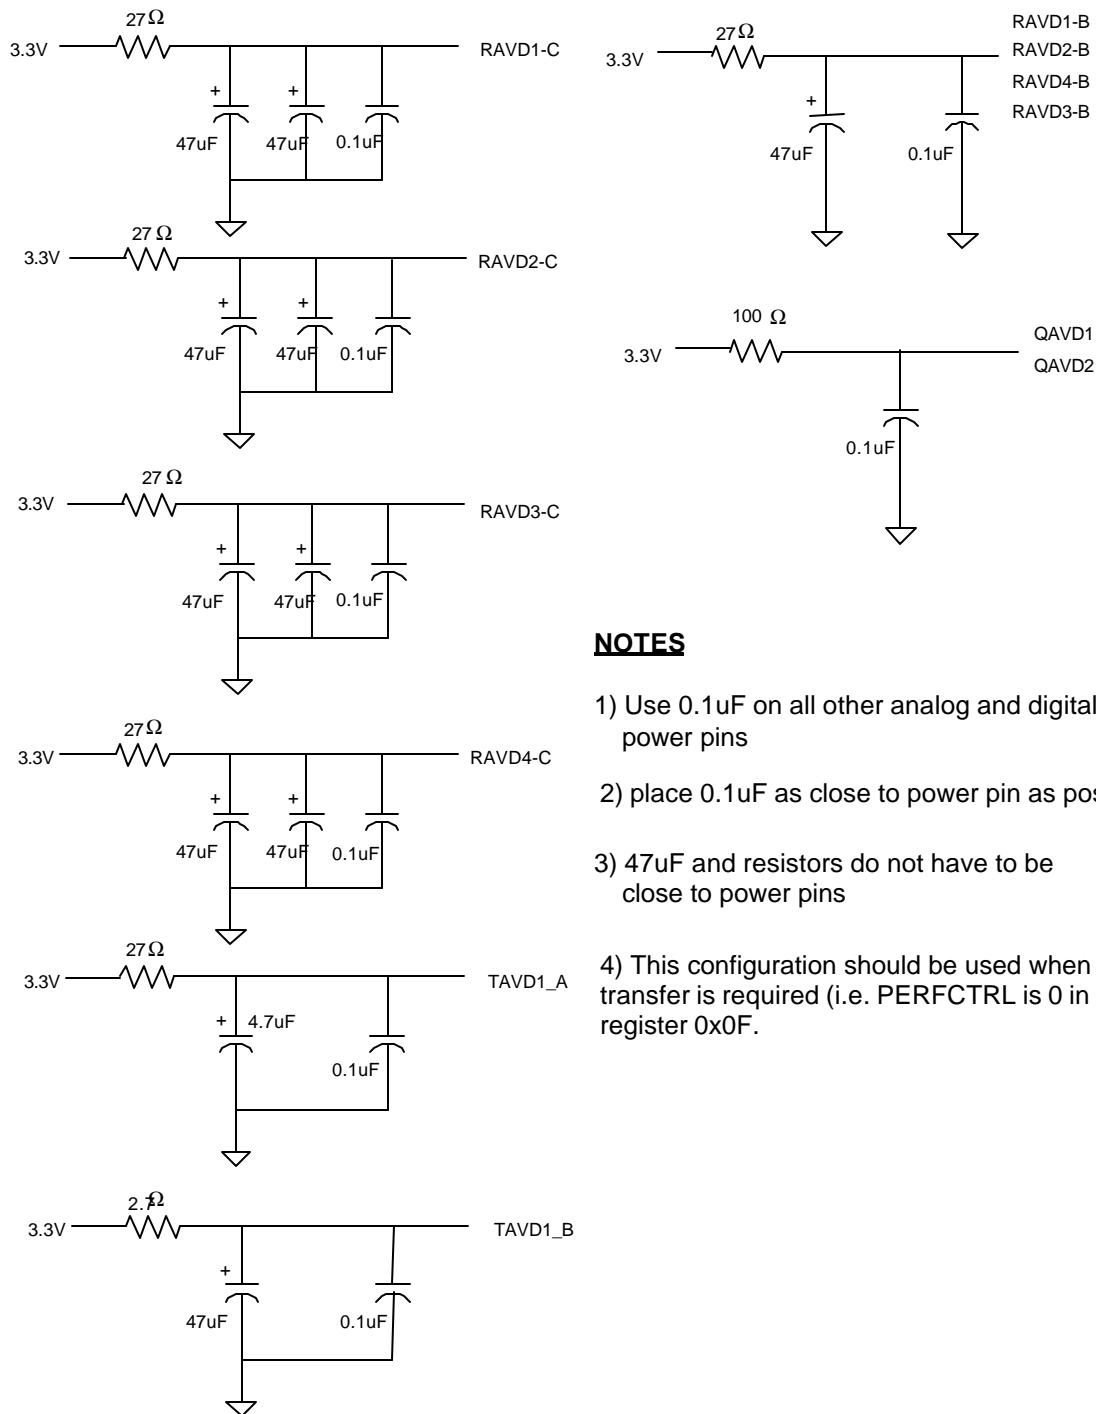 27Ω
3.3V
RAVD1-C
+
+
47uF
47uF
0.1uF
27Ω
3.3V
RAVD2-C
+
+
47uF
47uF
0.1uF
27Ω
3.3V
RAVD3-C
+
+
47uF
47uF
0.1uF
27Ω
3.3V
RAVD4-C
+
+
47uF
47uF
0.1uF
27Ω
3.3V
TAVD1_A
+
4.7uF
0.1uF
2.7Ω
3.3V
TAVD1_B
+
47uF
0.1uF
27Ω
3.3V
RAVD1-B
RAVD2-B
RAVD4-B
RAVD3-B
+
47uF
0.1uF
100 Ω
3.3V
QAVD1
QAVD2
0.1uF
NOTES
1) Use 0.1uF on all other analog and digital
power pins
2) place 0.1uF as close to power pin as
3) 47uF and resistors do not have to be
close to power pins
4) This configuration should be used when
transfer is required (i.e. PERFCTRL is 0 in
register 0x0F.